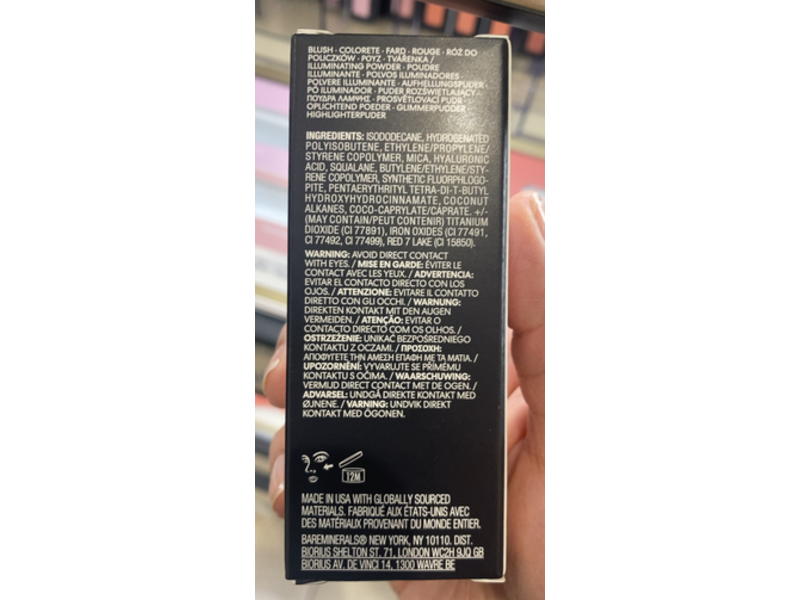 BLUSH · COLORETE · FARD · ROUGE · RÓŻ DO
POLICZKÓW · ΡΟΥΖ · TVÁŘENKA /
ILLUMINATING POWDER · POUDRE
ILLUMINANTE · POLVOS ILUMINADORES ·
POLVERE ILLUMINANTE · AUFHELLUNGSPUDER ·
PÓ ILUMINADOR · PUDER ROZŚWIETLAJĄCY ·
ΠΟΥΔΡΑ ΛΑΜΨΗΣ · PROSVĚTLOVACÍ PUDR ·
OPLICHTEND POEDER · GLIMMERPUDDER ·
HIGHLIGHTERPUDER
INGREDIENTS: ISODODECANE, HYDROGENATED
POLYISOBUTENE, ETHYLENE/PROPYLENE/
STYRENE COPOLYMER, MICA, HYALURONIC
ACID, SQUALANE, BUTYLENE/ETHYLENE/STY-
RENE COPOLYMER, SYNTHETIC FLUORPHLOGO-
PITE, PENTAERYTHRITYL TETRA-DI-T-BUTYL
HYDROXYHYDROCINNAMATE, COCONUT
ALKANES, COCO-CAPRYLATE/CAPRATE. +/-
(MAY CONTAIN/PEUT CONTENIR) TITANIUM
DIOXIDE (CI 77891), IRON OXIDES (CI 77491,
CI 77492, CI 77499), RED 7 LAKE (CI 15850).
WARNING: AVOID DIRECT CONTACT
WITH EYES. / MISE EN GARDE: ÉVITER LE
CONTACT AVEC LES YEUX. / ADVERTENCIA:
EVITAR EL CONTACTO DIRECTO CON LOS
OJOS. / ATTENZIONE: EVITARE IL CONTATTO
DIRETTO CON GLI OCCHI. / WARNUNG:
DIREKTEN KONTAKT MIT DEN AUGEN
VERMEIDEN. / ATENÇÃO: EVITAR O
CONTACTO DIRECTO COM OS OLHOS. /
OSTRZEŻENIE: UNIKAĆ BEZPOŚREDNIEGO
KONTAKTU Z OCZAMI. / ΠΡΟΣΟΧΗ:
ΑΠΟΦΥΓΕΤΕ ΤΗΝ ΑΜΕΣΗ ΕΠΑΦΗ ΜΕ ΤΑ ΜΑΤΙΑ. /
UPOZORNĚNÍ: VYVARUJTE SE PŘÍMÉMU
KONTAKTU S OČIMA. / WAARSCHUWING:
VERMIJD DIRECT CONTACT MET DE OGEN. /
ADVARSEL: UNDGÅ DIREKTE KONTAKT MED
ØJNENE. / VARNING: UNDVIK DIREKT
KONTAKT MED ÖGONEN.
12M
MADE IN USA WITH GLOBALLY SOURCED
MATERIALS. FABRIQUÉ AUX ÉTATS-UNIS AVEC
DES MATÉRIAUX PROVENANT DU MONDE ENTIER.
BAREMINERALS® NEW YORK, NY 10110. DIST.
BIORIUS SHELTON ST. 71, LONDON WC2H 9JQ GB
BIORIUS AV. DE VINCI 14, 1300 WAVRE BE